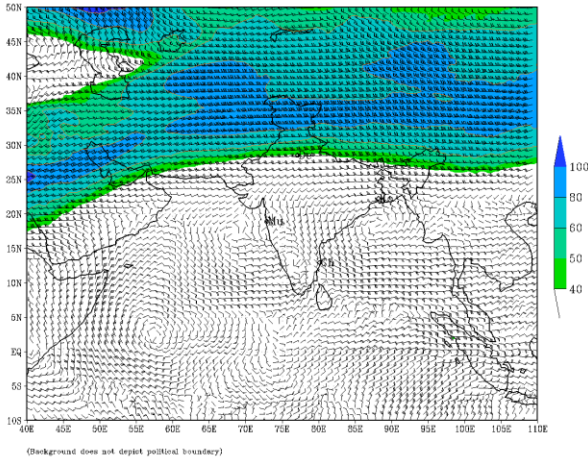 50N
45N
40N
35N
30N
25N
20N
15N
10N
5N
EQ
5S
10S
40E 45E 50E 55E 60E 65E 70E 75E 80E 85E 90E 95E 100E 105E 110E
Mu
Ch
100
80
60
50
40
(Background does not depict political boundary)